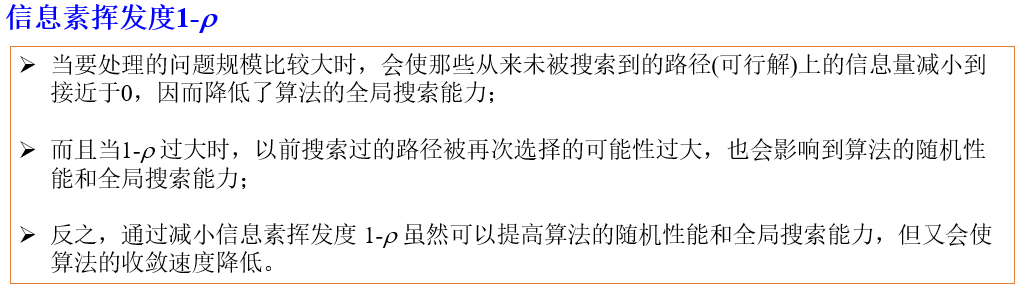 信息素挥发度1-ρ
➢ 当要处理的问题规模比较大时，会使那些从来未被搜索到的路径(可行解)上的信息量减小到
接近于0，因而降低了算法的全局搜索能力；
➢ 而且当1-ρ 过大时，以前搜索过的路径被再次选择的可能性过大，也会影响到算法的随机性
能和全局搜索能力；
➢ 反之，通过减小信息素挥发度 1-ρ 虽然可以提高算法的随机性能和全局搜索能力，但又会使
算法的收敛速度降低。